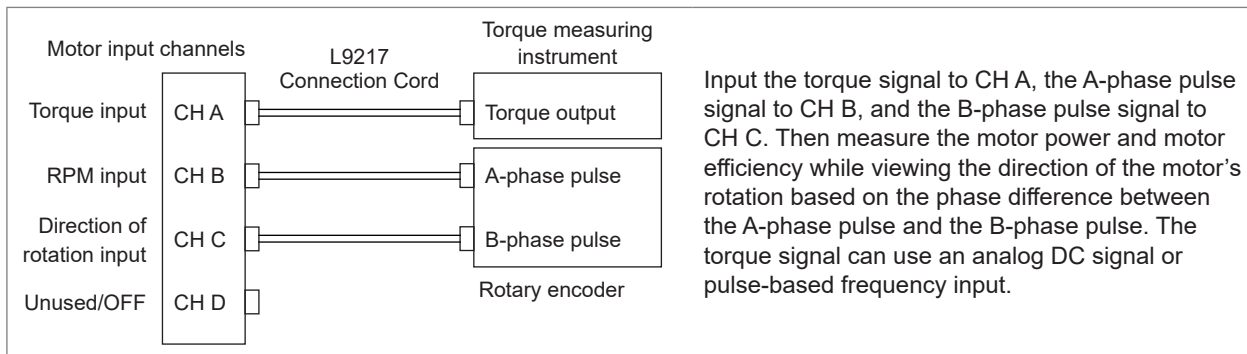 Motor input channels
L9217
Connection Cord
Torque measuring
instrument
Torque input
CH A
Torque output
RPM input
CH B
A-phase pulse
Direction of
rotation input
CH C
B-phase pulse
Unused/OFF
CH D
Rotary encoder
Input the torque signal to CH A, the A-phase pulse
signal to CH B, and the B-phase pulse signal to
CH C. Then measure the motor power and motor
efficiency while viewing the direction of the motor’s
rotation based on the phase difference between
the A-phase pulse and the B-phase pulse. The
torque signal can use an analog DC signal or
pulse-based frequency input.